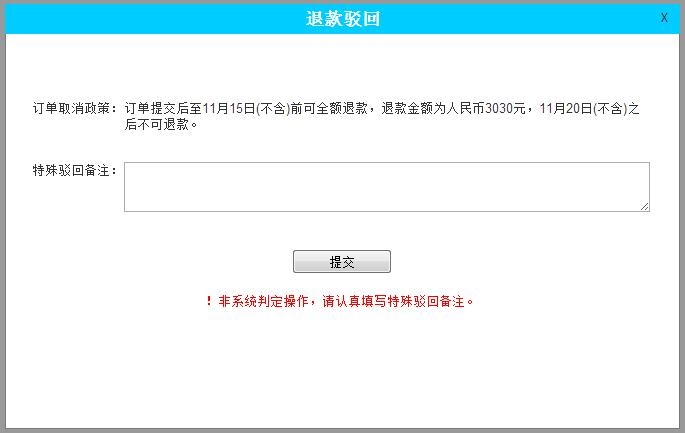 退款驳回
X
订单取消政策：订单提交后至11月15日(不含)前可全额退款，退款金额为人民币3030元，11月20日(不含)之
后不可退款。
特殊驳回备注：
提交
！非系统判定操作，请认真填写特殊驳回备注。